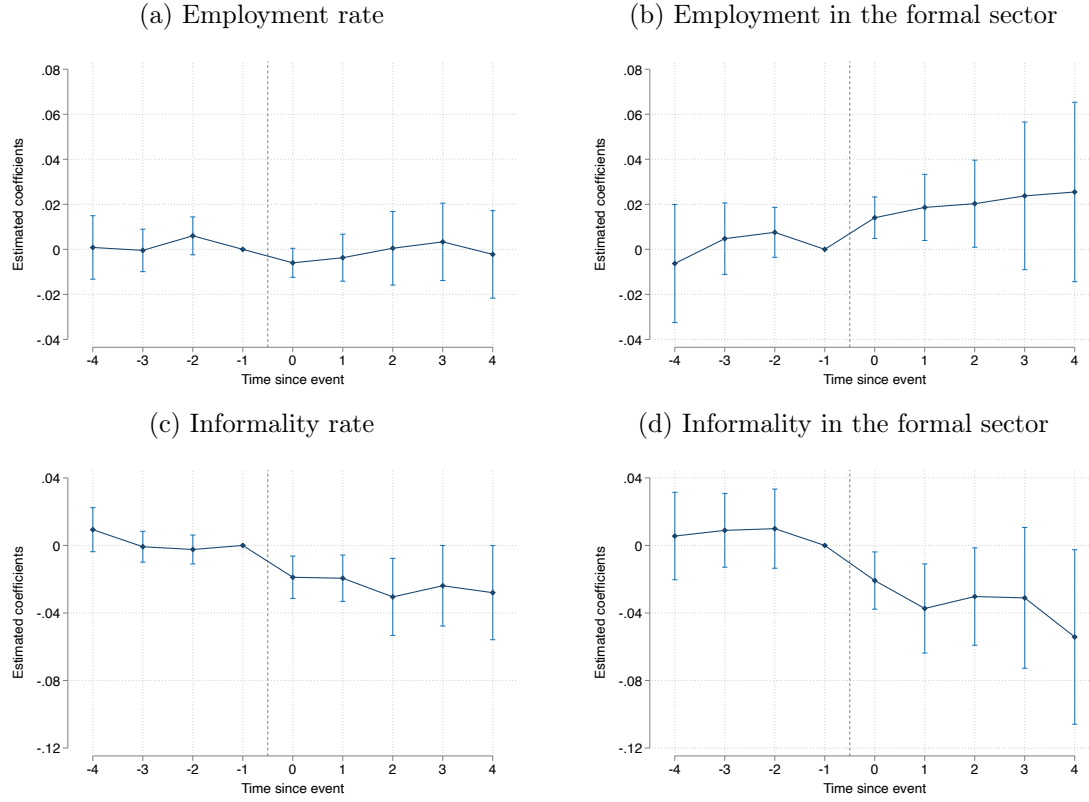 (a) Employment rate
.08
.06
.04
.02
0
-.02
-.04
Estimated coefficients
-4 -3 -2 -1 0 1 2 3 4
Time since event
(b) Employment in the formal sector
.08
.06
.04
.02
0
-.02
-.04
Estimated coefficients
-4 -3 -2 -1 0 1 2 3 4
Time since event
(c) Informality rate
.04
0
-.04
-.08
-.12
Estimated coefficients
-4 -3 -2 -1 0 1 2 3 4
Time since event
(d) Informality in the formal sector
.04
0
-.04
-.08
-.12
Estimated coefficients
-4 -3 -2 -1 0 1 2 3 4
Time since event